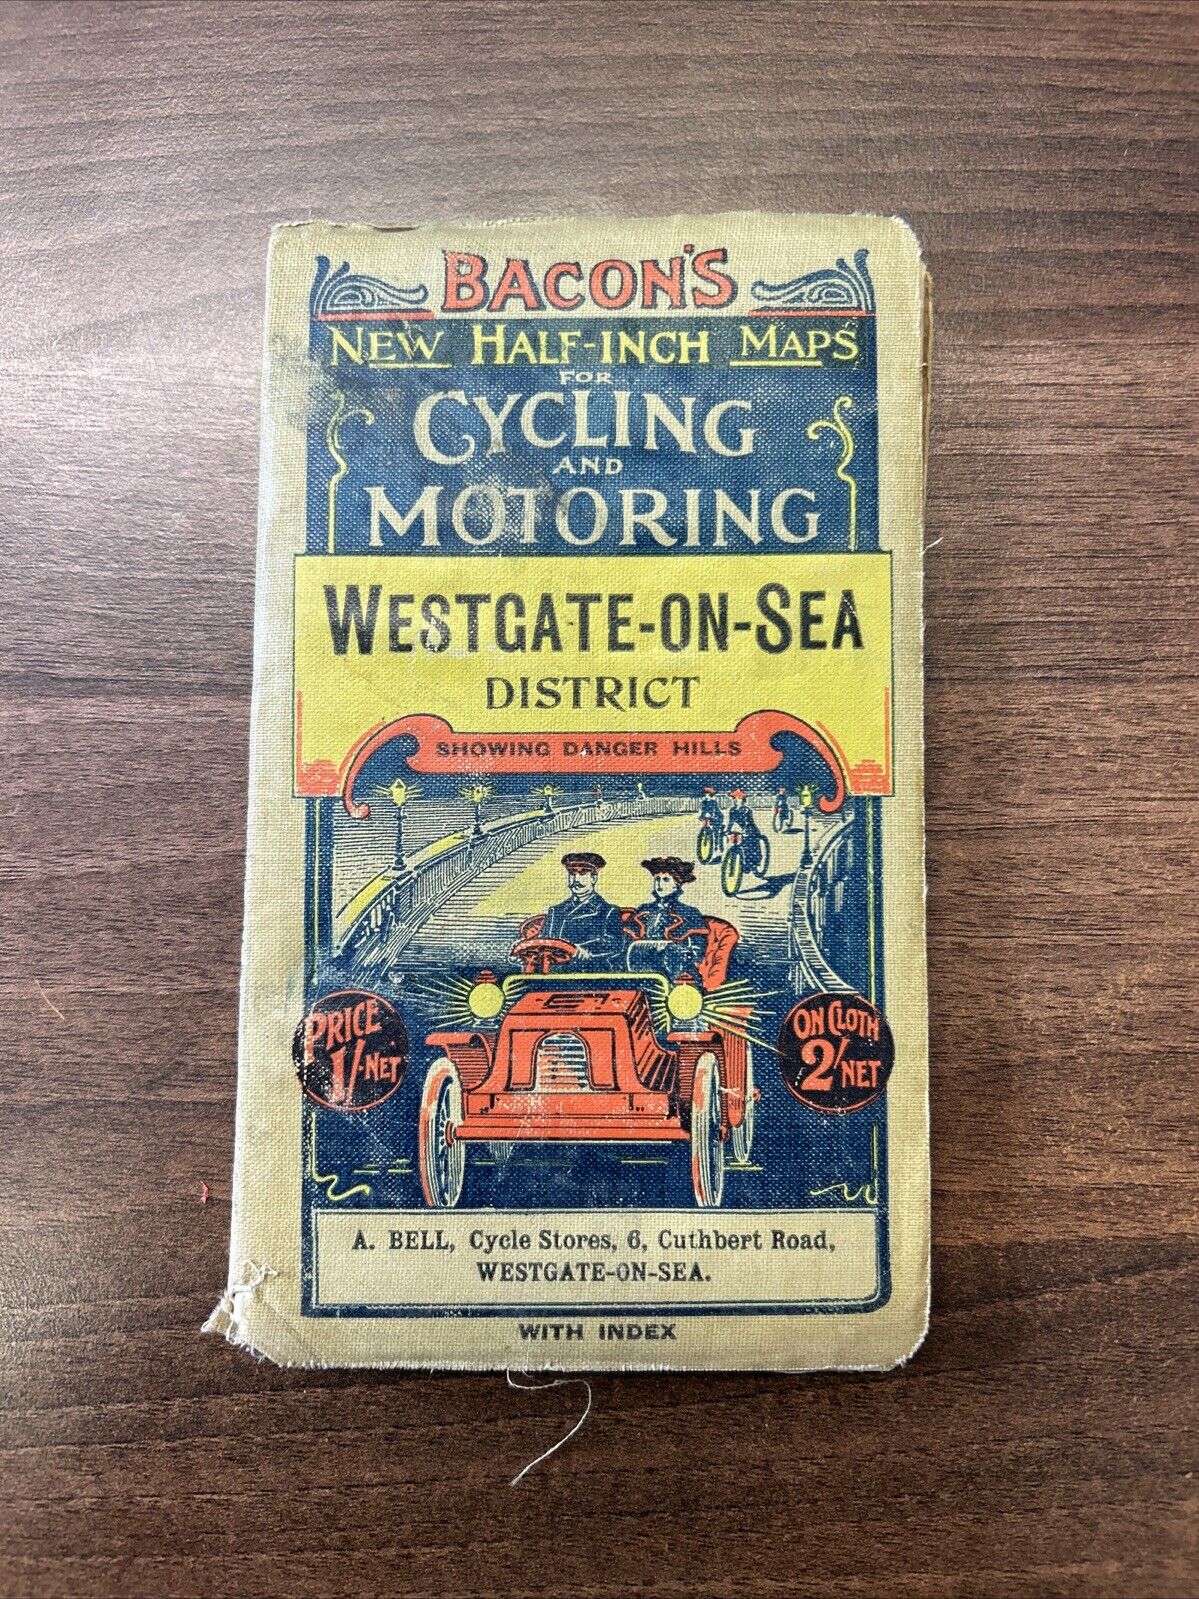 BACON'S
NEW HALF-INCH MAPS
FOR
CYCLING
AND
MOTORING
WESTGATE-ON-SEA
DISTRICT
SHOWING DANGER HILLS
PRICE
1/-NET
ON CLOTH
2/NET
A. BELL, Cycle Stores, 6, Cuthbert Road,
WESTGATE-ON-SEA.
WITH INDEX